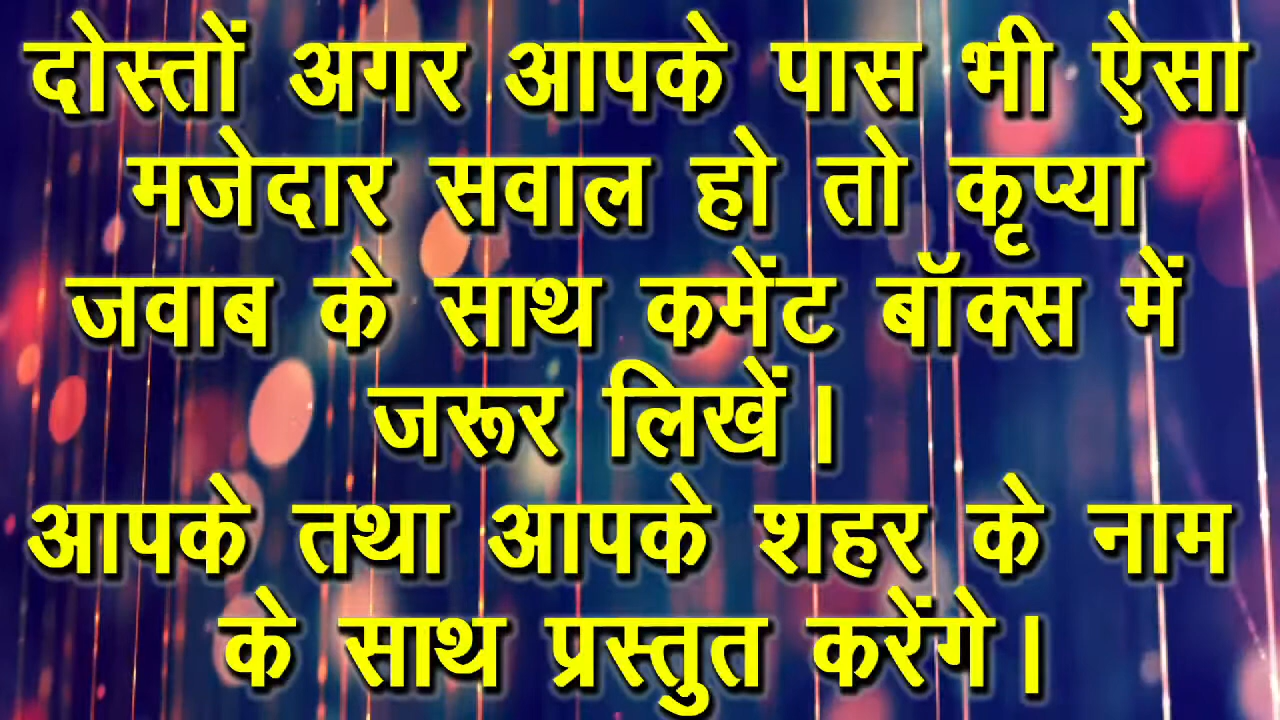 दोस्तों अगर आपके पास भी ऐसा
मजेदार सवाल हो तो कृप्या
जवाब के साथ कमेंट बॉक्स में
जरूर लिखें।
आपके तथा आपके शहर के नाम
के साथ प्रस्तुत करेंगे।